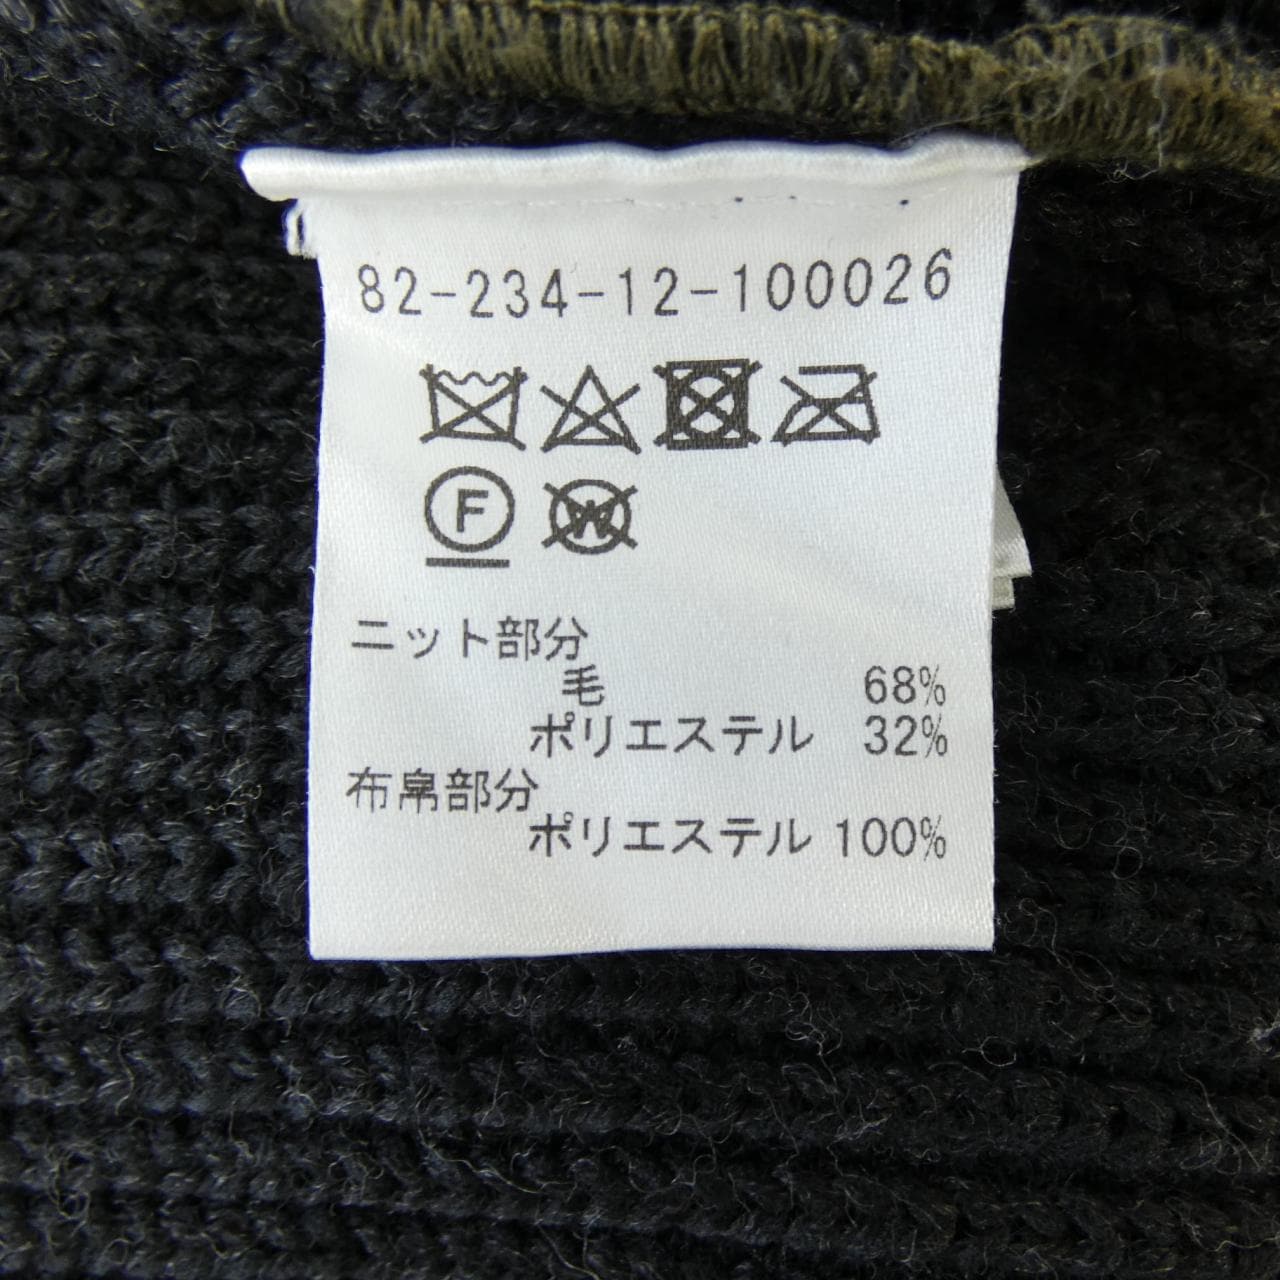 82-234-12-100026
F W
ニット部分
毛 68%
ポリエステル 32%
布帛部分
ポリエステル 100%